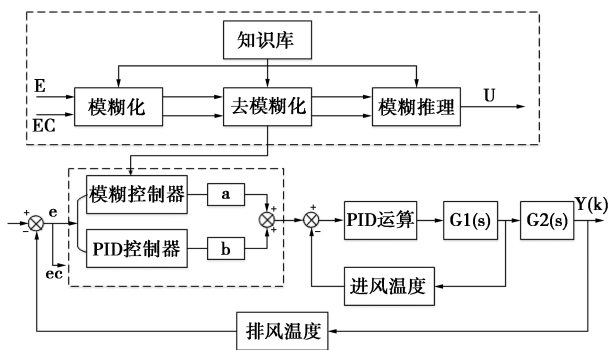 知识库
E
EC
模糊化
去模糊化
模糊推理
U
模糊控制器
a
e
ec
PID控制器
b
PID运算
G1(s)
G2(s)
Y(k)
进风温度
排风温度
+
−
+
+
+
−